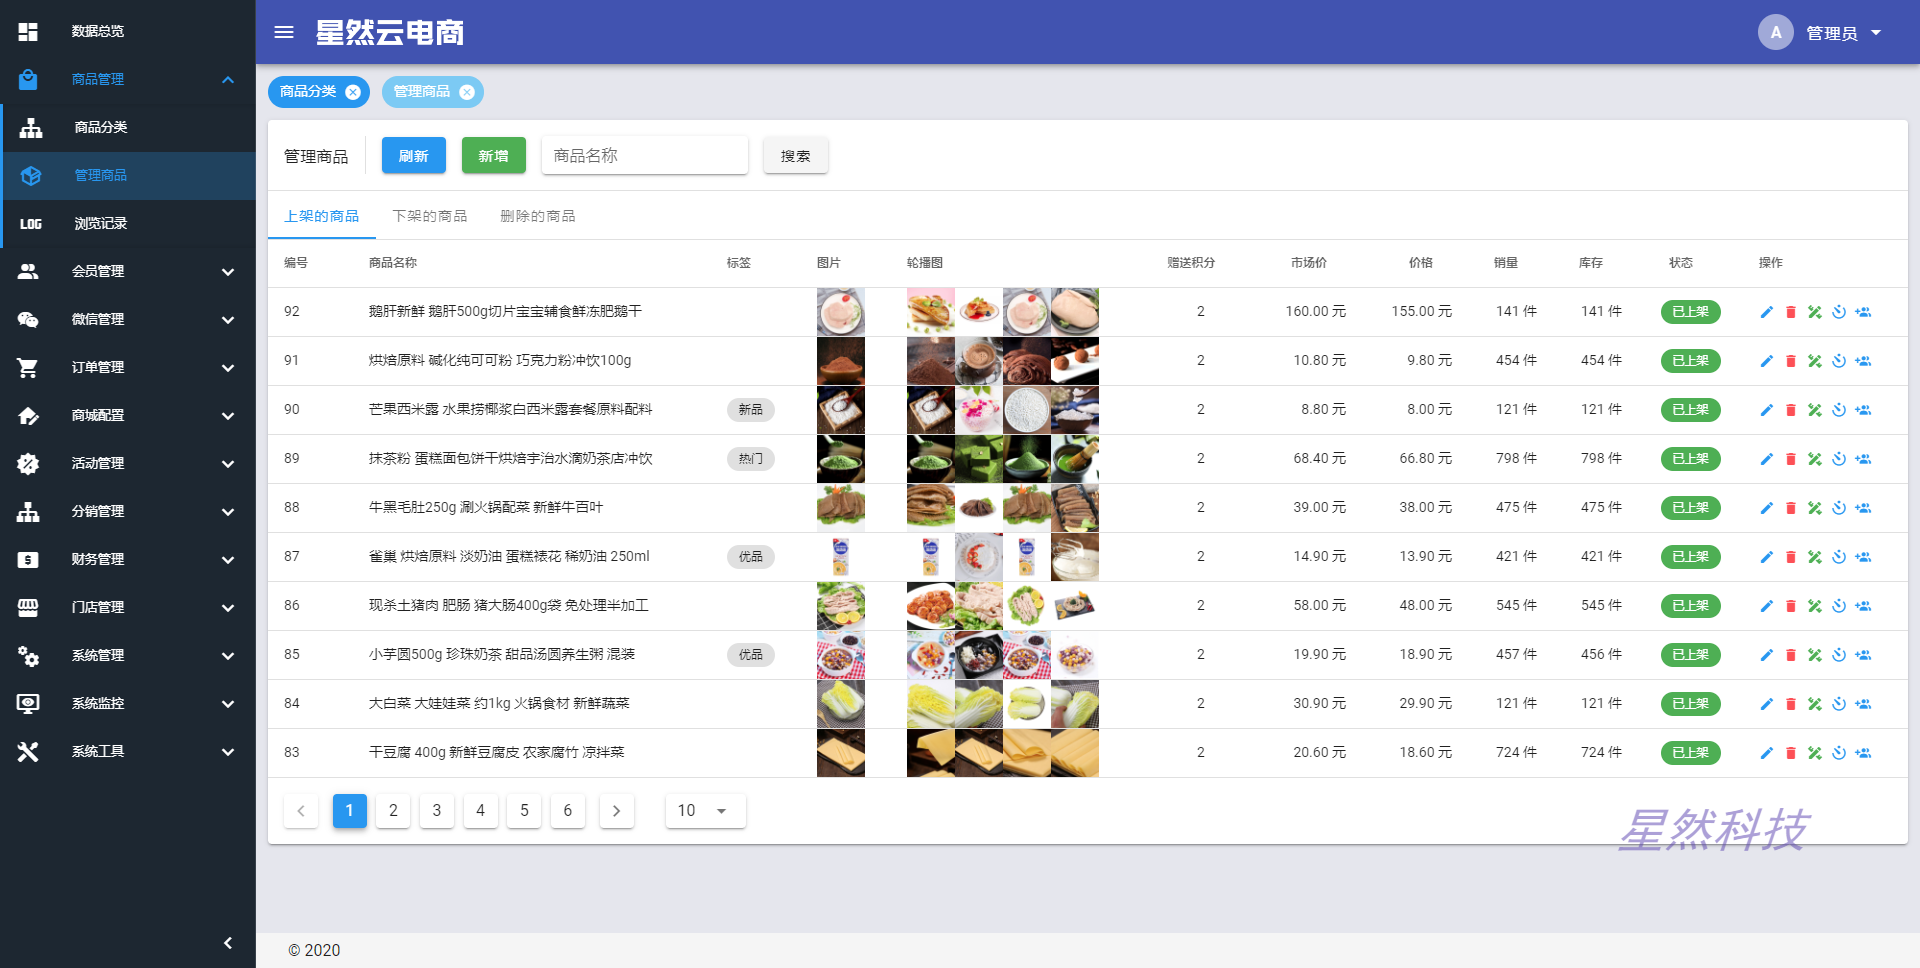 数据总览
商品管理
商品分类
管理商品
LOG 浏览记录
会员管理
微信管理
订单管理
商城配置
活动管理
分销管理
财务管理
门店管理
系统管理
系统监控
系统工具
星然云电商
A 管理员
商品分类 管理商品
管理商品 刷新 新增 商品名称 搜索
上架的商品 下架的商品 删除的商品
编号 商品名称 标签 图片 轮播图 赠送积分 市场价 价格 销量 库存 状态 操作
92 鹅肝新鲜 鹅肝500g切片宝宝辅食鲜冻肥鹅干 2 160.00 元 155.00 元 141 件 141 件 已上架
91 烘焙原料 碱化纯可可粉 巧克力粉冲饮100g 2 10.80 元 9.80 元 454 件 454 件 已上架
90 芒果西米露 水果捞椰浆白西米露套餐原料配料 新品 2 8.80 元 8.00 元 121 件 121 件 已上架
89 抹茶粉 蛋糕面包饼干烘焙宇治水滴奶茶店冲饮 热门 2 68.40 元 66.80 元 798 件 798 件 已上架
88 牛黑毛肚250g 涮火锅配菜 新鲜牛百叶 2 39.00 元 38.00 元 475 件 475 件 已上架
87 雀巢 烘焙原料 淡奶油 蛋糕裱花 稀奶油 250ml 优品 2 14.90 元 13.90 元 421 件 421 件 已上架
86 现杀土猪肉 肥肠 猪大肠400g袋 免处理半加工 2 58.00 元 48.00 元 545 件 545 件 已上架
85 小芋圆500g 珍珠奶茶 甜品汤圆养生粥 混装 优品 2 19.90 元 18.90 元 457 件 456 件 已上架
84 大白菜 大娃娃菜 约1kg 火锅食材 新鲜蔬菜 2 30.90 元 29.90 元 121 件 121 件 已上架
83 干豆腐 400g 新鲜豆腐皮 农家腐竹 凉拌菜 2 20.60 元 18.60 元 724 件 724 件 已上架
1 2 3 4 5 6 10
星然科技
© 2020